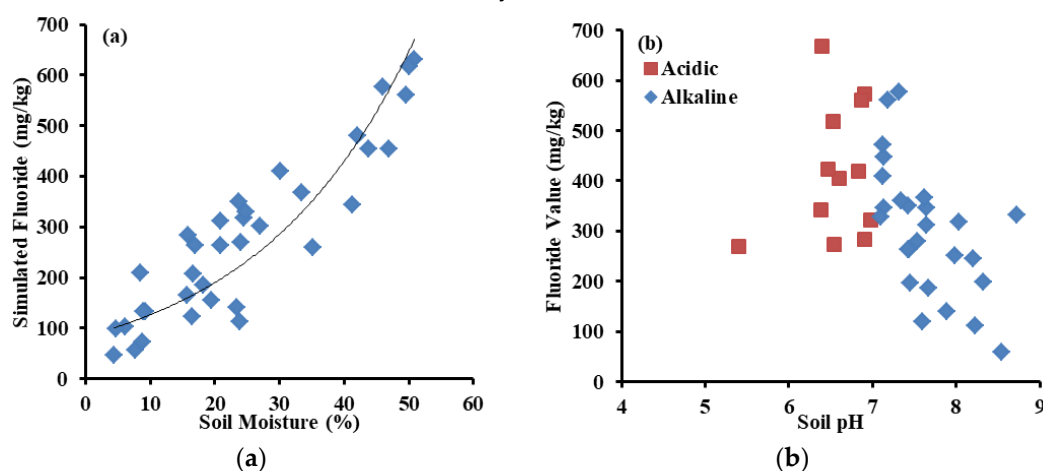 700
600
500
400
300
200
100
0
0 10 20 30 40 50 60
Simulated Fluoride (mg/kg)
Soil Moisture (%)
(a)
(a)
700
600
500
400
300
200
100
0
4 5 6 7 8 9
Fluoride Value (mg/kg)
Soil pH
(b)
Acidic
Alkaline
(b)